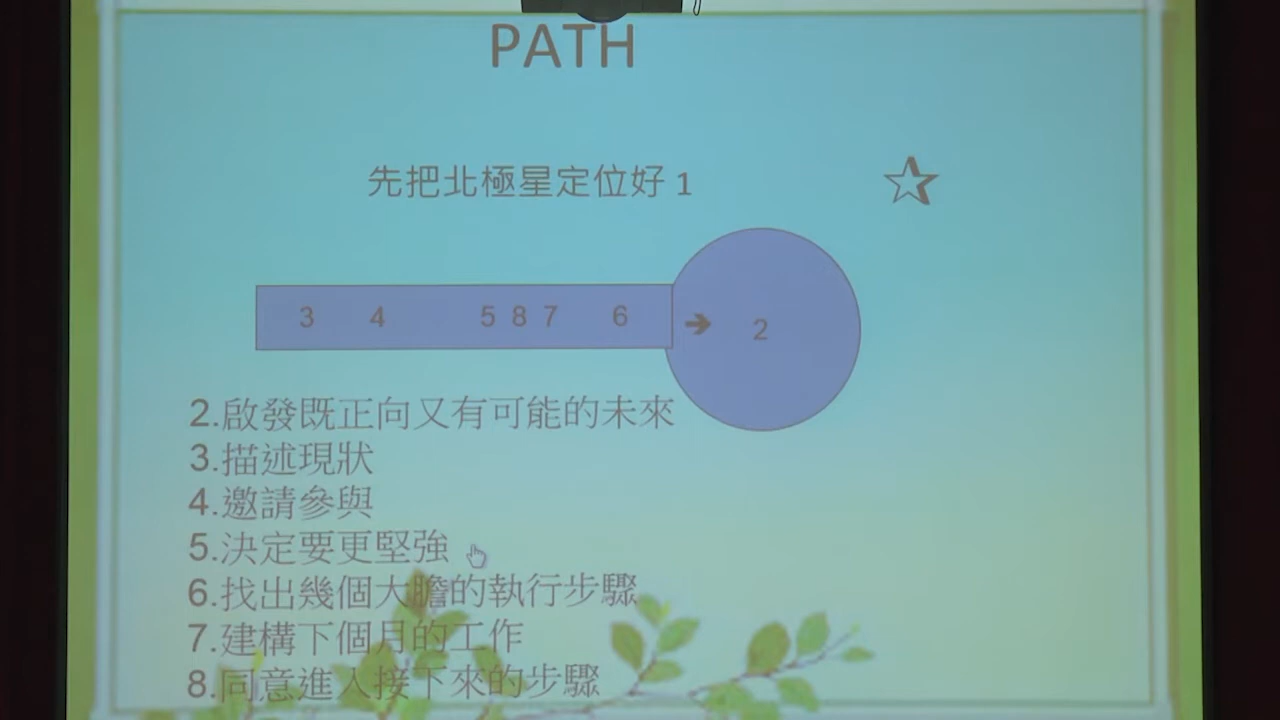 PATH
先把北極星定位好 1
3 4 5 8 7 6 → 2
2.啟發既正向又有可能的未來
3.描述現狀
4.邀請參與
5.決定要更堅強
6.找出幾個大膽的執行步驟
7.建構下個月的工作
8.同意進入接下來的步驟